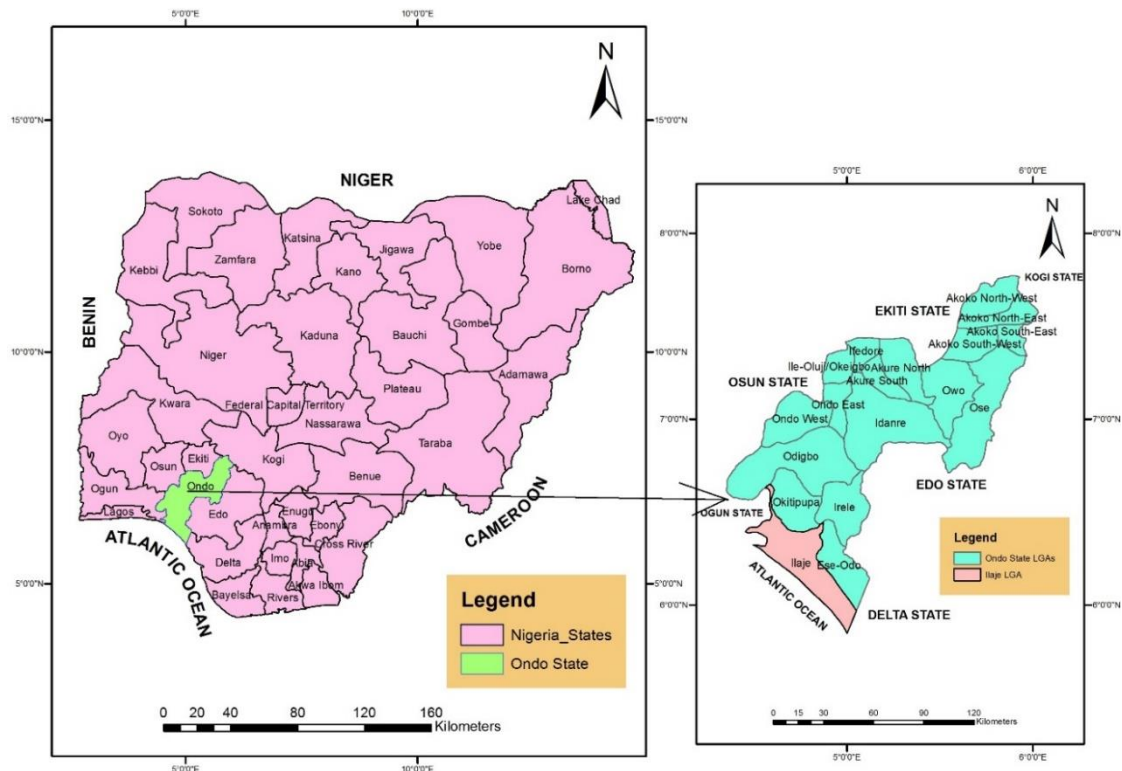 5°0'0"E
10°0'0"E
N
15°0'0"N
15°0'0"N
NIGER
Lake Chad
Sokoto
Katsina
Jigawa
Yobe
Zamfara
Kano
Borno
Kebbi
BENIN
Gombe
Kaduna
Bauchi
10°0'0"N
10°0'0"N
Niger
Adamawa
Plateau
Kwara
Federal Capital Territory
Nassarawa
Oyo
Taraba
Ekiti
Kogi
Osun
Benue
Ondo
Ogun
Edo
Enugu
Lagos
Anambra
Ebony
CAMEROON
Cross River
ATLANTIC OCEAN
Delta
Imo
Abia
Akwa Ibom
5°0'0"N
5°0'0"N
Bayelsa
Rivers
Legend
Nigeria_States
Ondo State
0 20 40 80 120 160
Kilometers
5°0'0"E
10°0'0"E
5°0'0"E
6°0'0"E
N
8°0'0"N
8°0'0"N
KOGI STATE
Akoko North-West
EKITI STATE
Akoko North-East
Akoko South-East
Akoko South-West
Ifedore
Ile-Oluji/Okeigbo
Akure North
OSUN STATE
Akure South
Owo
Ondo East
Ose
Ondo West
Idanre
7°0'0"N
7°0'0"N
Odigbo
EDO STATE
Okitipupa
Irele
OGUN STATE
Legend
Ondo State LGAs
Ilaje LGA
Ilaje
Ese-Odo
ATLANTIC OCEAN
6°0'0"N
6°0'0"N
DELTA STATE
0 15 30 60 90 120
Kilometers
5°0'0"E
6°0'0"E